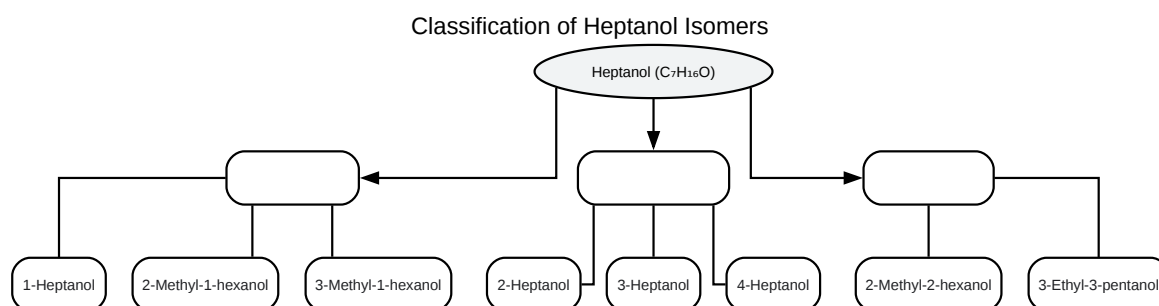 Classification of Heptanol Isomers
Heptanol (C₇H₁₆O)
1-Heptanol
2-Methyl-1-hexanol
3-Methyl-1-hexanol
2-Heptanol
3-Heptanol
4-Heptanol
2-Methyl-2-hexanol
3-Ethyl-3-pentanol